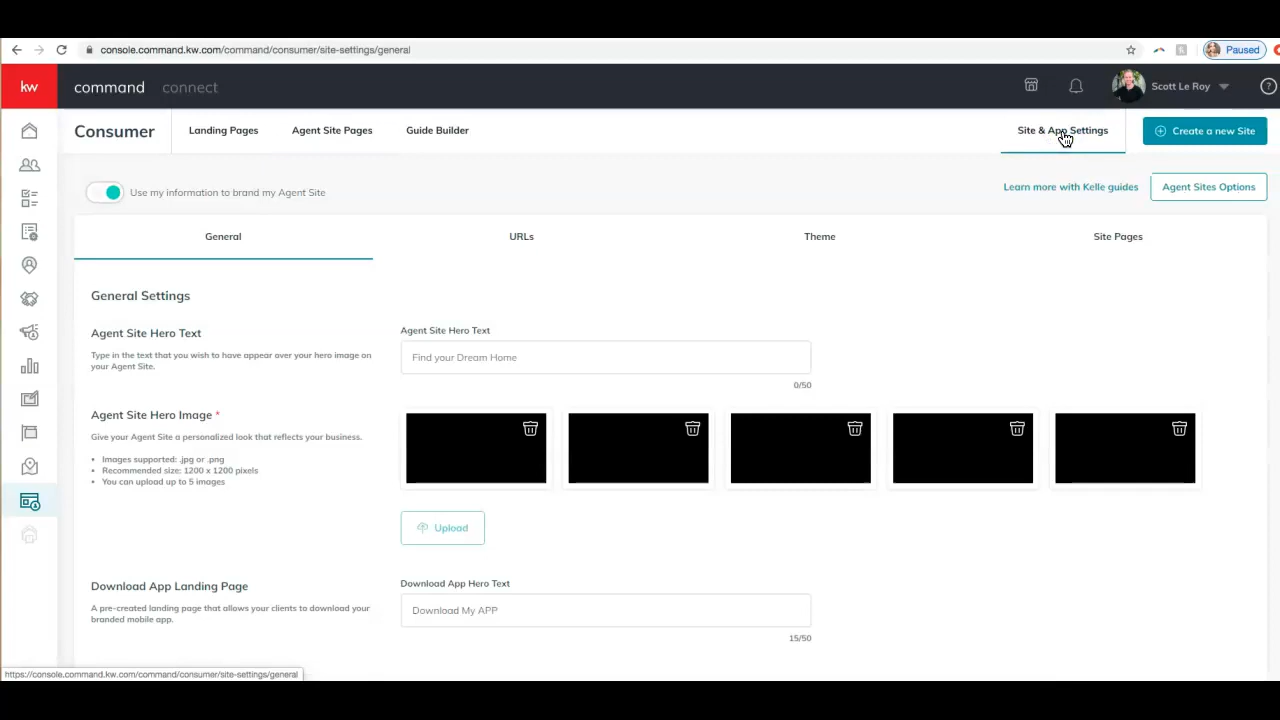 console.command.kw.com/command/consumer/site-settings/general
Paused
kw
command connect
Scott Le Roy
?
Consumer
Landing Pages
Agent Site Pages
Guide Builder
Site & App Settings
Create a new Site
Use my information to brand my Agent Site
Learn more with Kelle guides
Agent Sites Options
General
URLs
Theme
Site Pages
General Settings
Agent Site Hero Text
Type in the text that you wish to have appear over your hero image on
your Agent Site.
Agent Site Hero Text
Find your Dream Home
0/50
Agent Site Hero Image *
Give your Agent Site a personalized look that reflects your business.
• Images supported: .jpg or .png
• Recommended size: 1200 x 1200 pixels
• You can upload up to 5 images
Upload
Download App Landing Page
A pre-created landing page that allows your clients to download your
branded mobile app.
Download App Hero Text
Download My APP
15/50
https://console.command.kw.com/command/consumer/site-settings/general